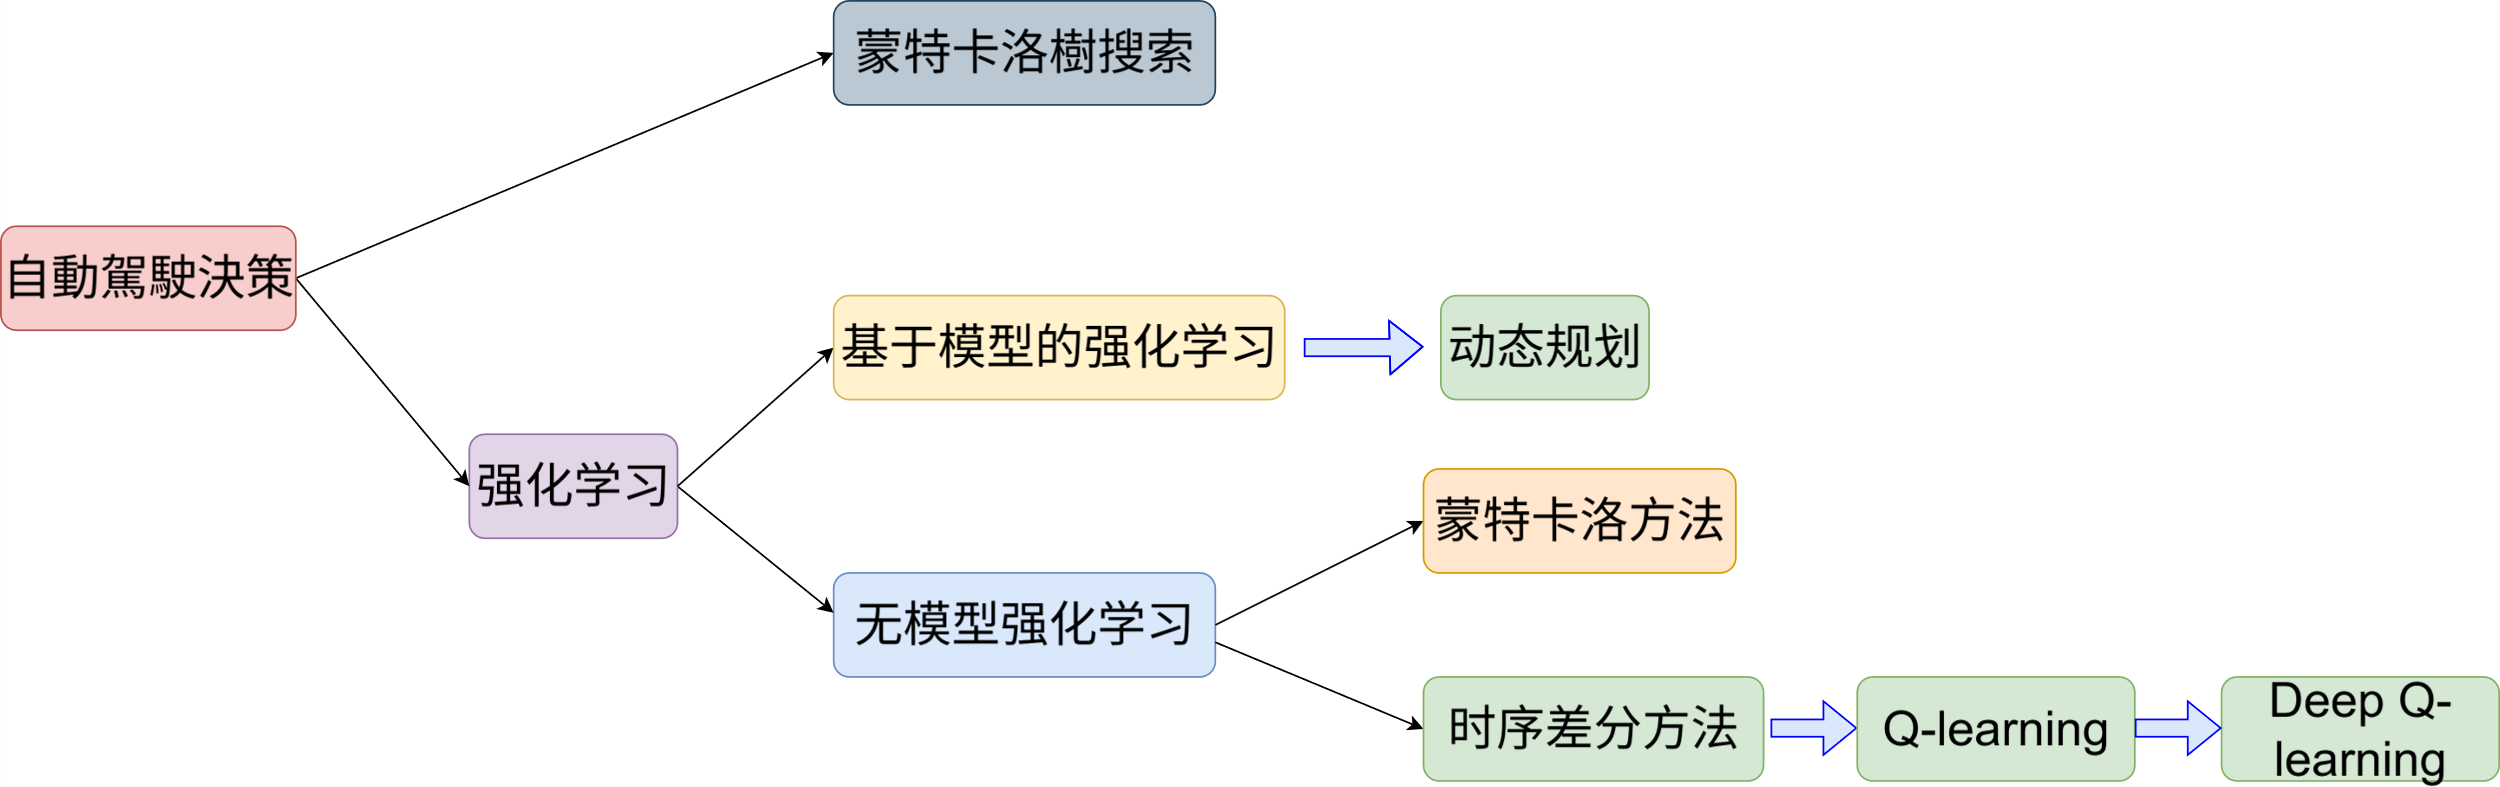 蒙特卡洛樹搜索
自動駕駛決策
基于模型的强化学习
动态规划
强化学习
蒙特卡洛方法
无模型强化学习
时序差分方法
Q-learning
Deep Q-
learning